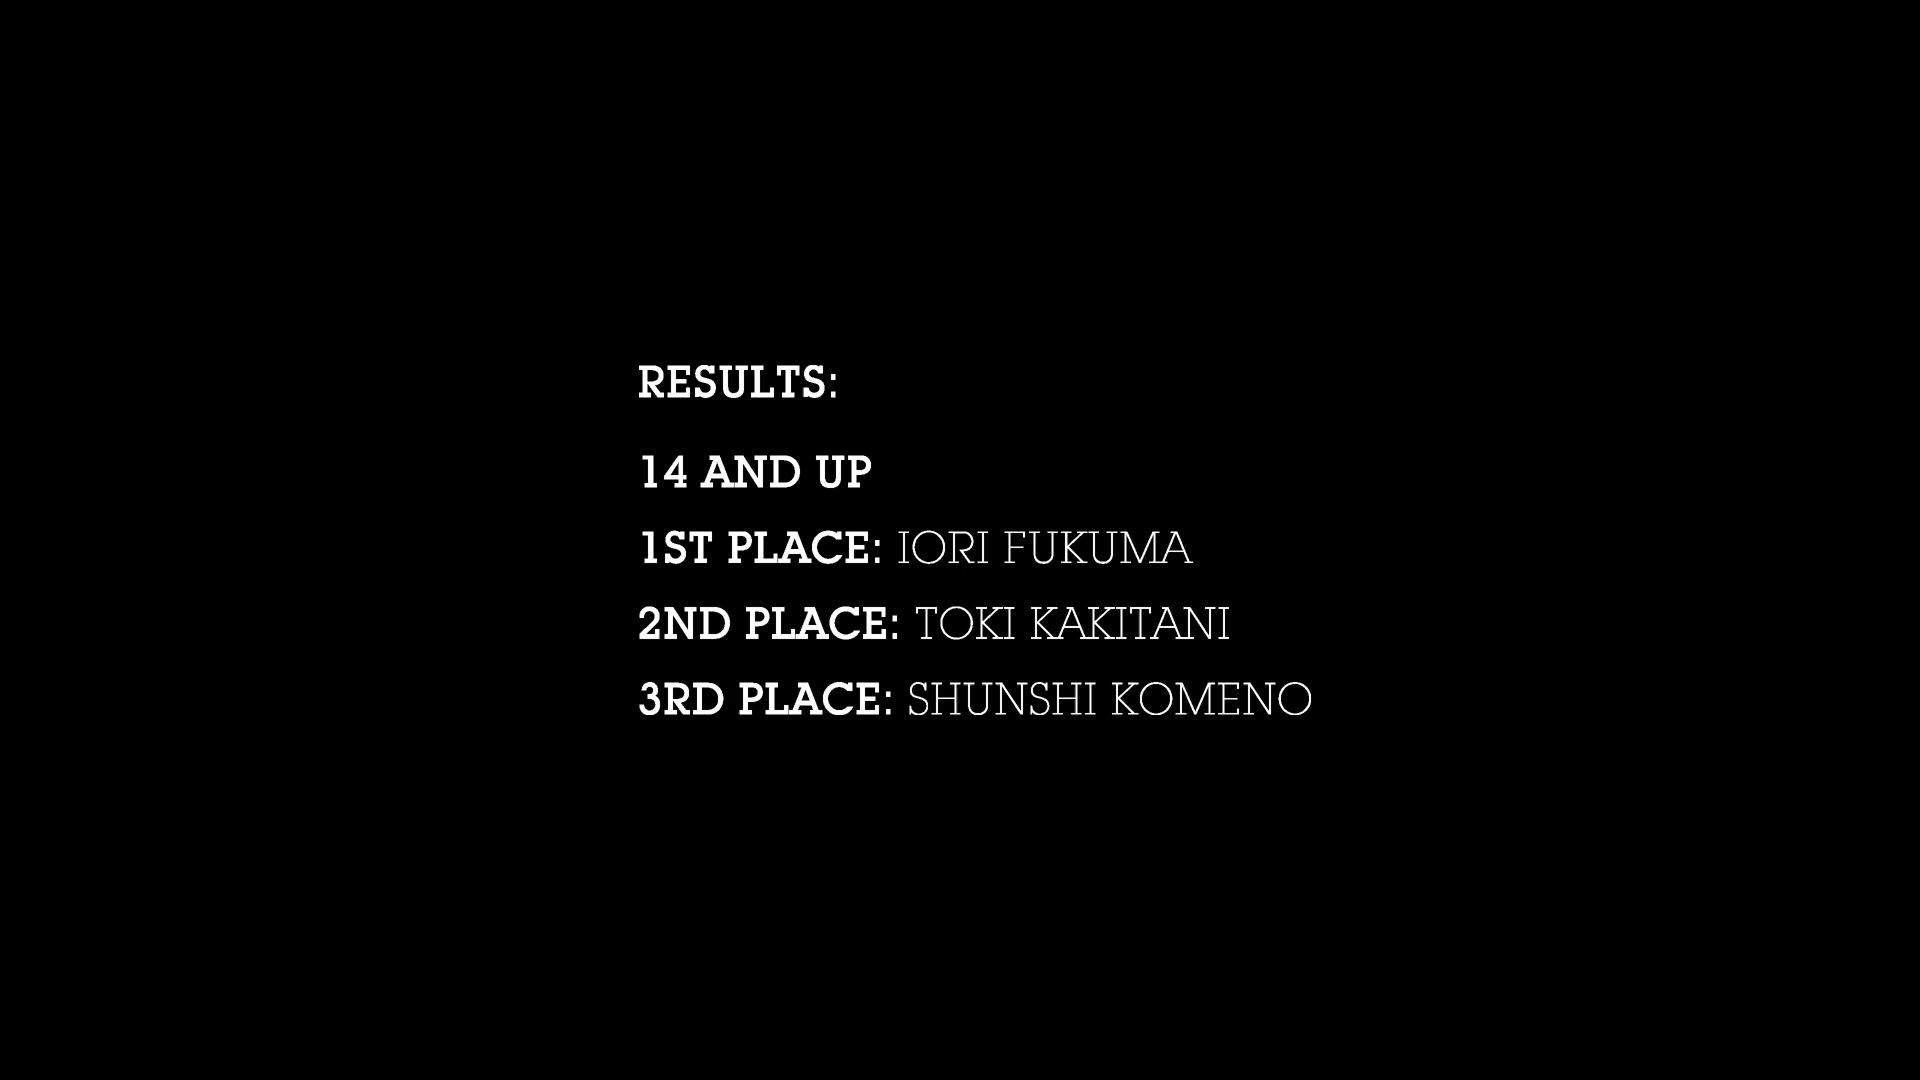 RESULTS:
14 AND UP
1ST PLACE: IORI FUKUMA
2ND PLACE: TOKI KAKITANI
3RD PLACE: SHUNSHI KOMENO